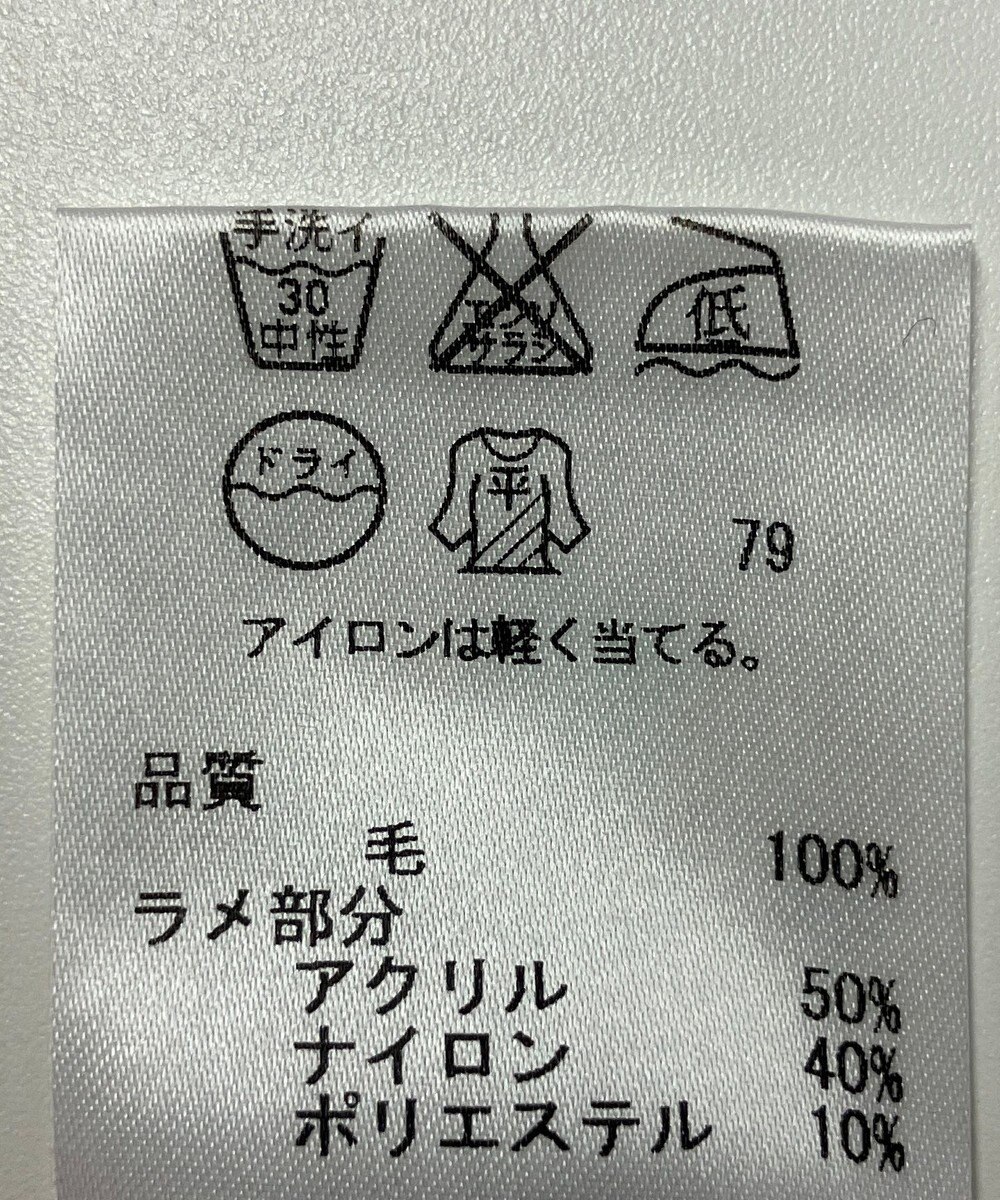 手洗イ
30
中性
エンソ
サラシ
低
ドライ
平
79
アイロンは軽く当てる。
品質
毛 100%
ラメ部分
アクリル 50%
ナイロン 40%
ポリエステル 10%